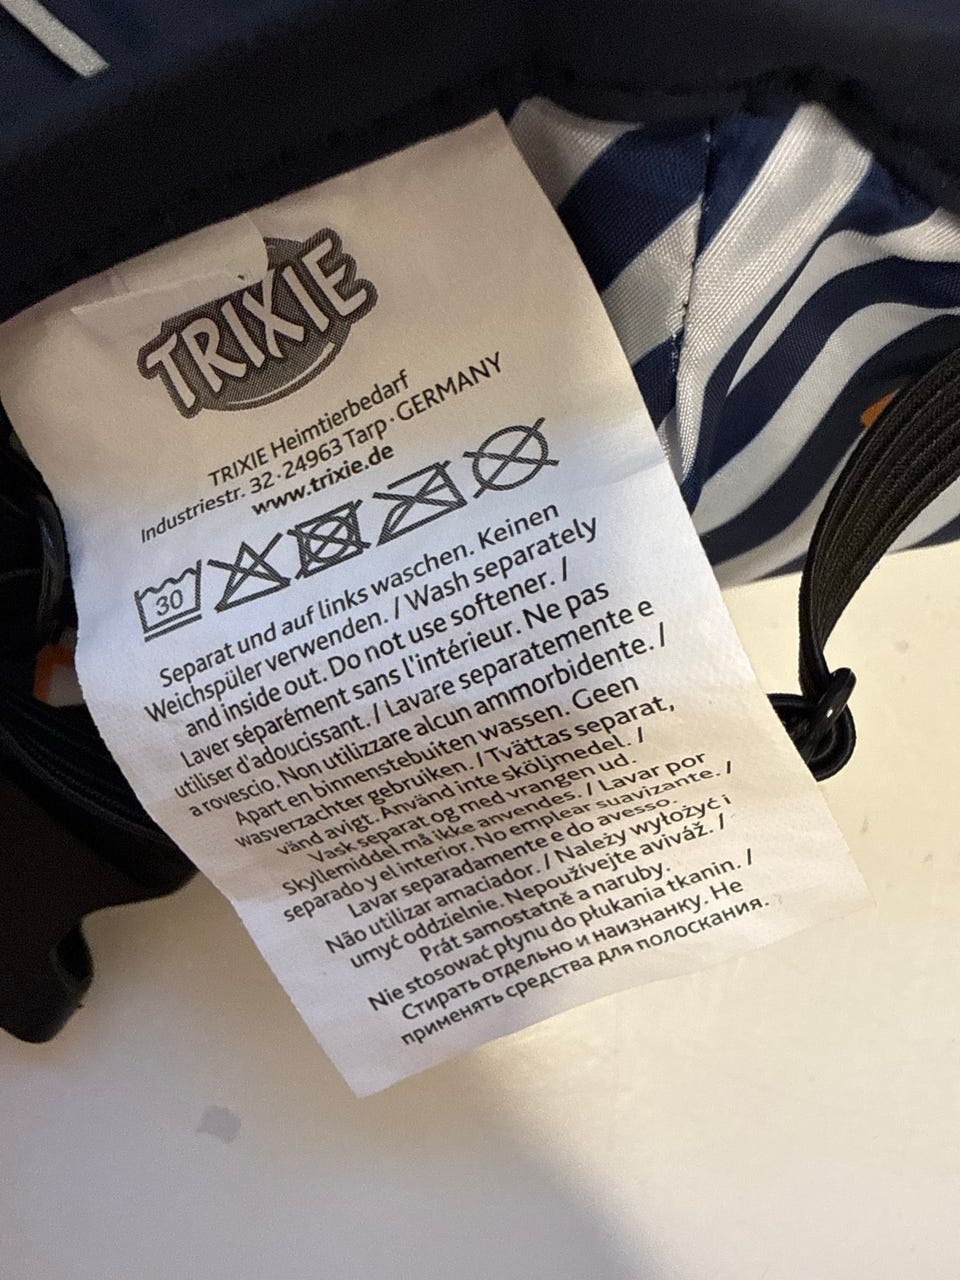 TRIXIE
TRIXIE Heimtierbedarf
Industriestr. 32 · 24963 Tarp · GERMANY
www.trixie.de
30
Separat und auf links waschen. Keinen
Weichspüler verwenden. / Wash separately
and inside out. Do not use softener. /
Laver séparément sans l'intérieur. Ne pas
utiliser d'adoucissant. / Lavare separatamente e
a rovescio. Non utilizzare alcun ammorbidente. /
Apart en binnenstebuiten wassen. Geen
wasverzachter gebruiken. / Tvättas separat,
vänd avigt. Använd inte sköljmedel. /
Vask separat og med vrangen ud.
Skyllemiddel må ikke anvendes. / Lavar por
separado y el interior. No emplear suavizante. /
Lavar separadamente e do avesso.
Não utilizar amaciador. / Należy wyłożyć i
umyć oddzielnie. Nepoužívejte aviváž. /
Prát samostatně a naruby.
Nie stosować płynu do płukania tkanin. /
Стирать отдельно и наизнанку. Не
применять средства для полоскания.